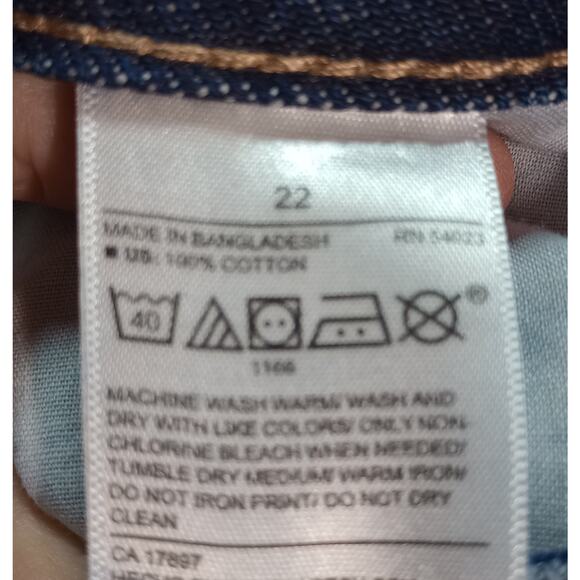 22
MADE IN BANGLADESH RN 54023
■ US: 100% COTTON
40 ®
1166
MACHINE WASH WARM/ WASH AND
DRY WITH LIKE COLORS/ ONLY NON-
CHLORINE BLEACH WHEN NEEDED/
TUMBLE DRY MEDIUM/ WARM IRON/
DO NOT IRON PRINT/ DO NOT DRY
CLEAN
CA 17897